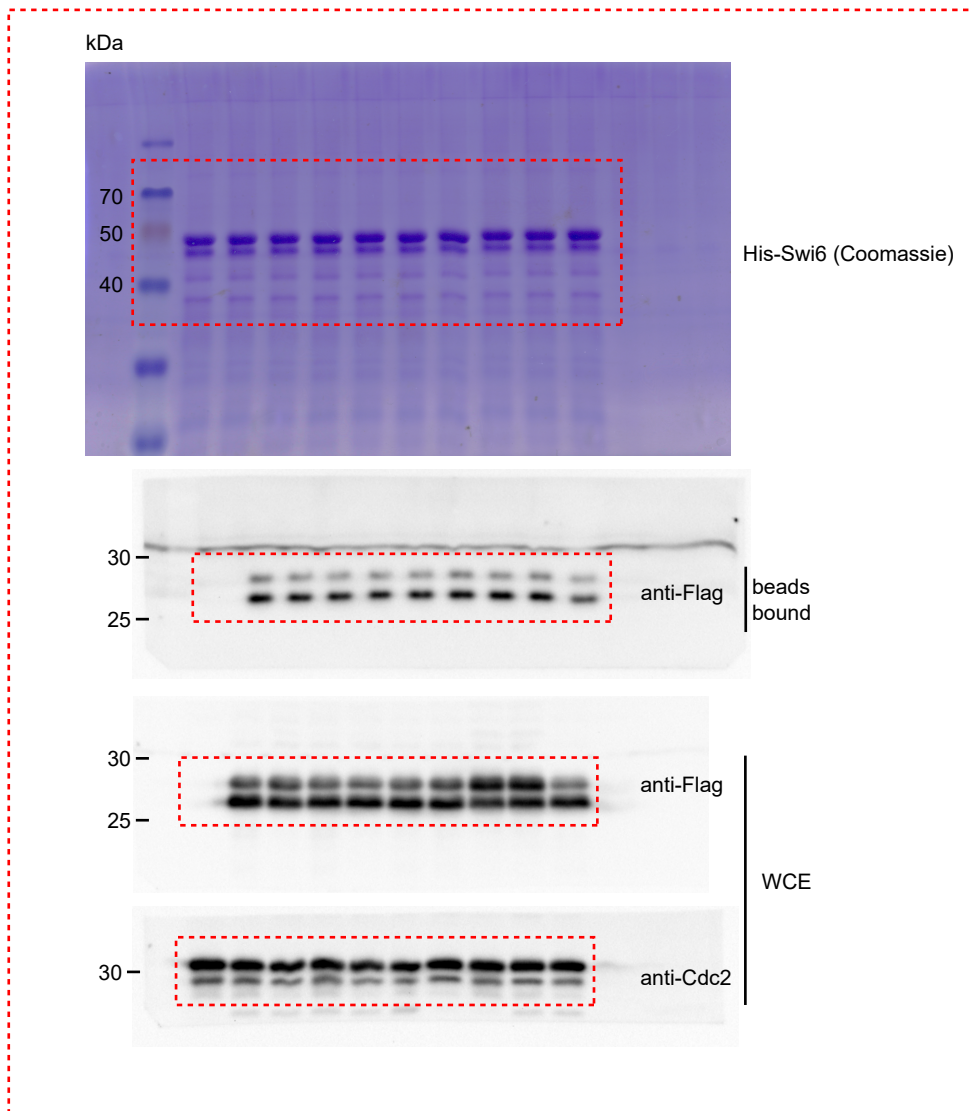 kDa
70
50
40
His-Swi6 (Coomassie)
30
25
anti-Flag
beads
bound
30
25
anti-Flag
WCE
30
anti-Cdc2